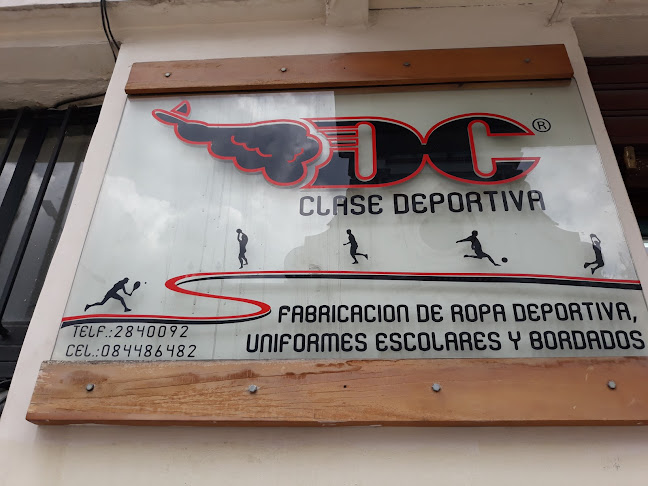 DC ®
CLASE DEPORTIVA
FABRICACION DE ROPA DEPORTIVA,
UNIFORMES ESCOLARES Y BORDADOS
TELF.:2840092
CEL.:084486482